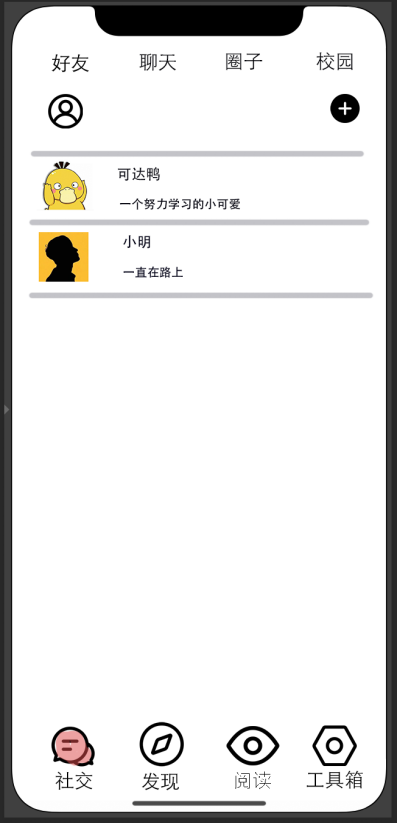 好友 聊天 圈子 校园
可达鸭
一个努力学习的小可爱
小明
一直在路上
社交 发现 阅读 工具箱